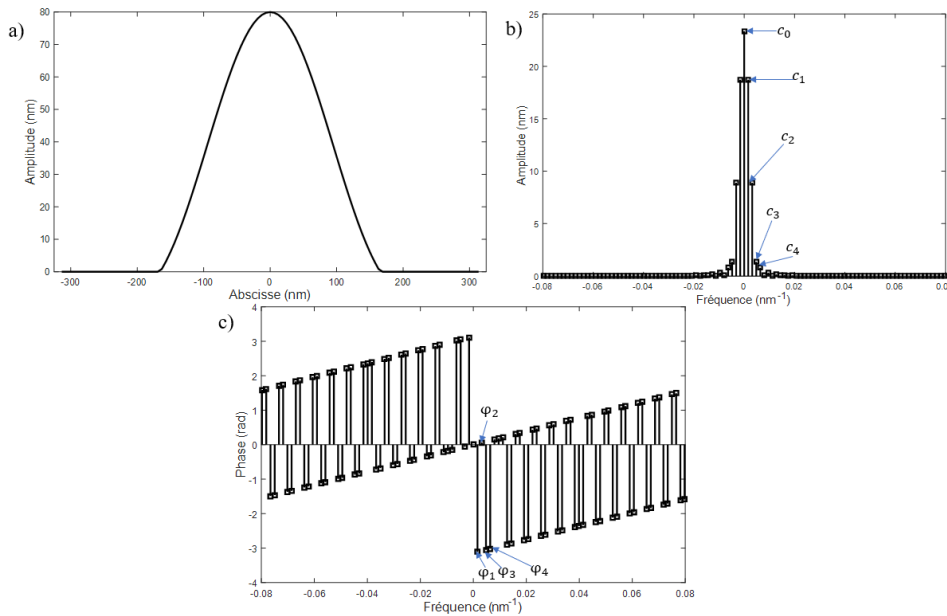 a)
80
70
60
50
40
30
20
10
0
Amplitude (nm)
-300 -200 -100 0 100 200 300
Abscisse (nm)
b)
25
20
15
10
5
0
Amplitude (nm)
c₀
c₁
c₂
c₃
c₄
-0.08 -0.06 -0.04 -0.02 0 0.02 0.04 0.06 0.08
Fréquence (nm⁻¹)
c)
4
3
2
1
0
-1
-2
-3
-4
Phase (rad)
φ₂
φ₁ φ₃ φ₄
-0.08 -0.06 -0.04 -0.02 0 0.02 0.04 0.06 0.08
Fréquence (nm⁻¹)